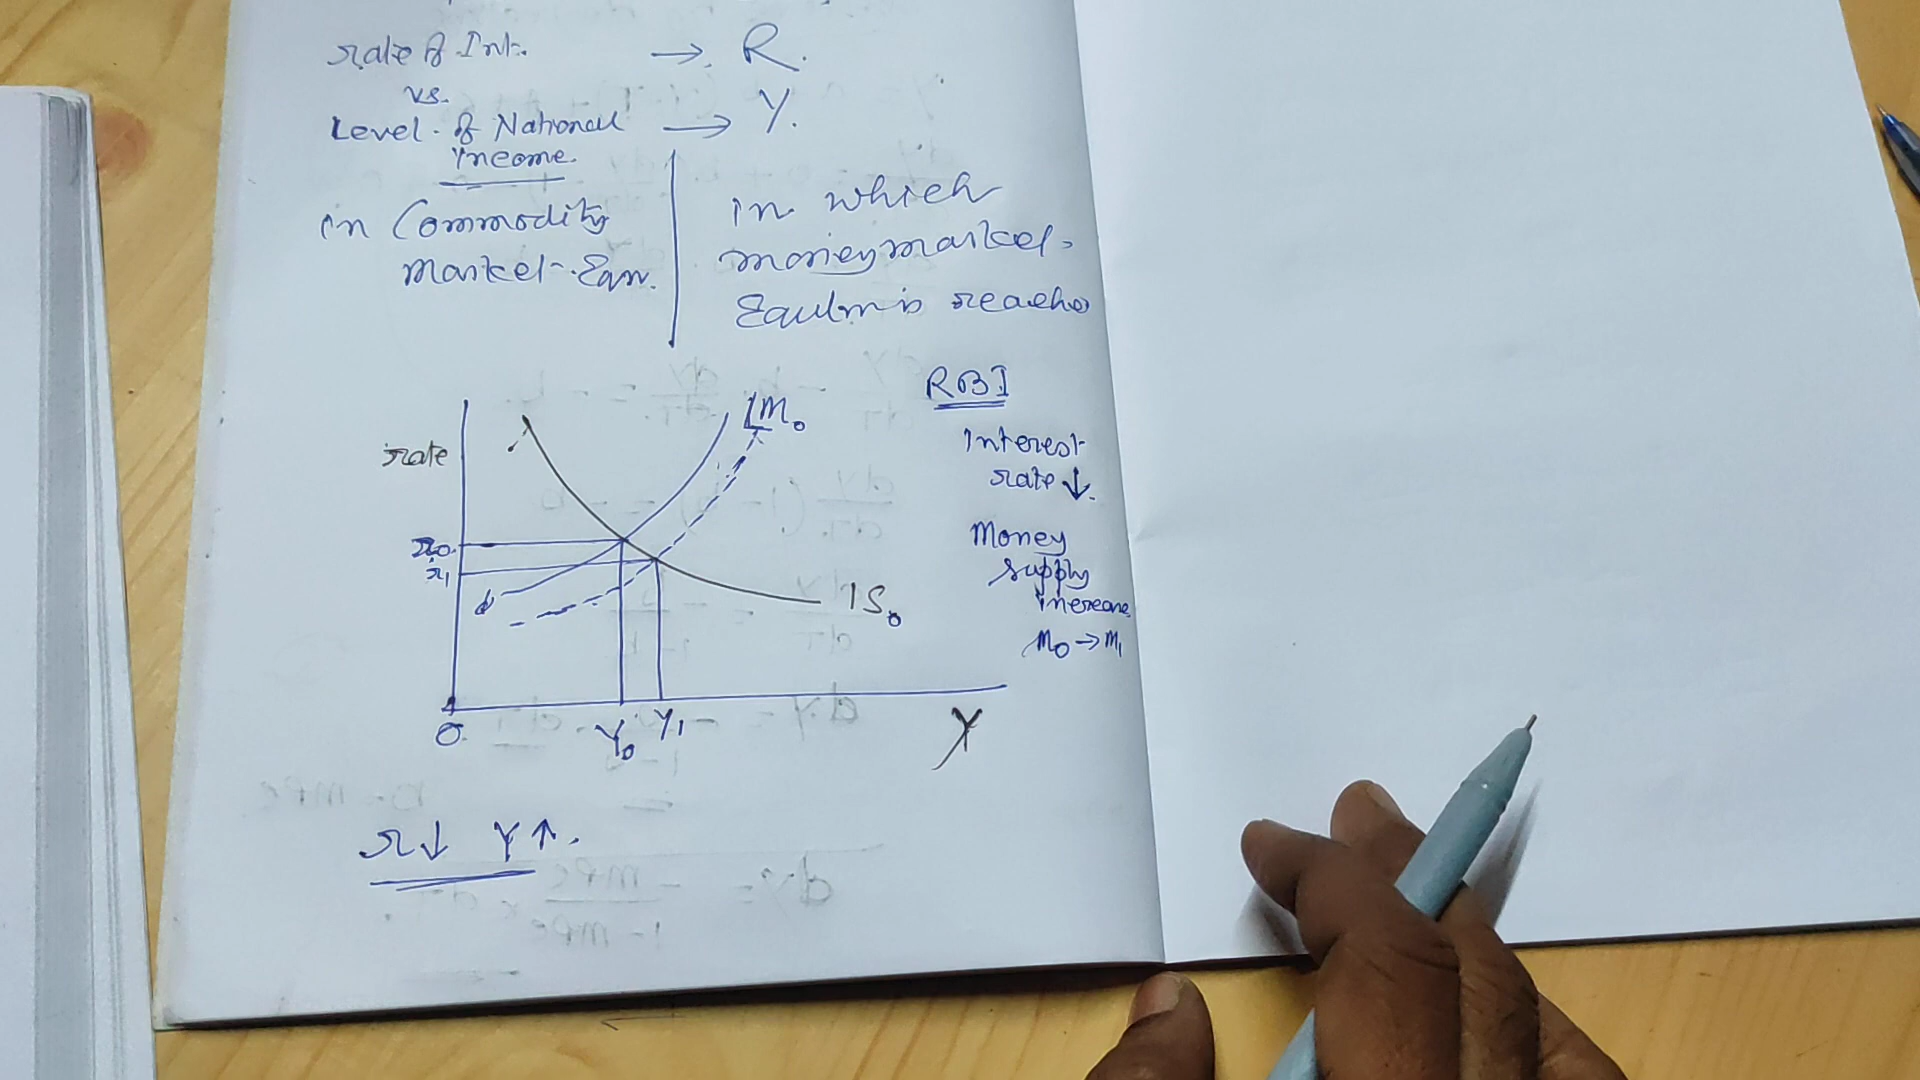 rate of Int. → R.
vs.
Level of National → Y.
Income.
in Commodity
Market Eqm.
in which
money market
Equlm is reache
RBI
Interest
rate ↓.
Money
supply
increase
M₀ → M₁
LM₀
rate
r₀
r₁
IS₀
O
Y₀ Y₁
Y
r↓ Y↑.